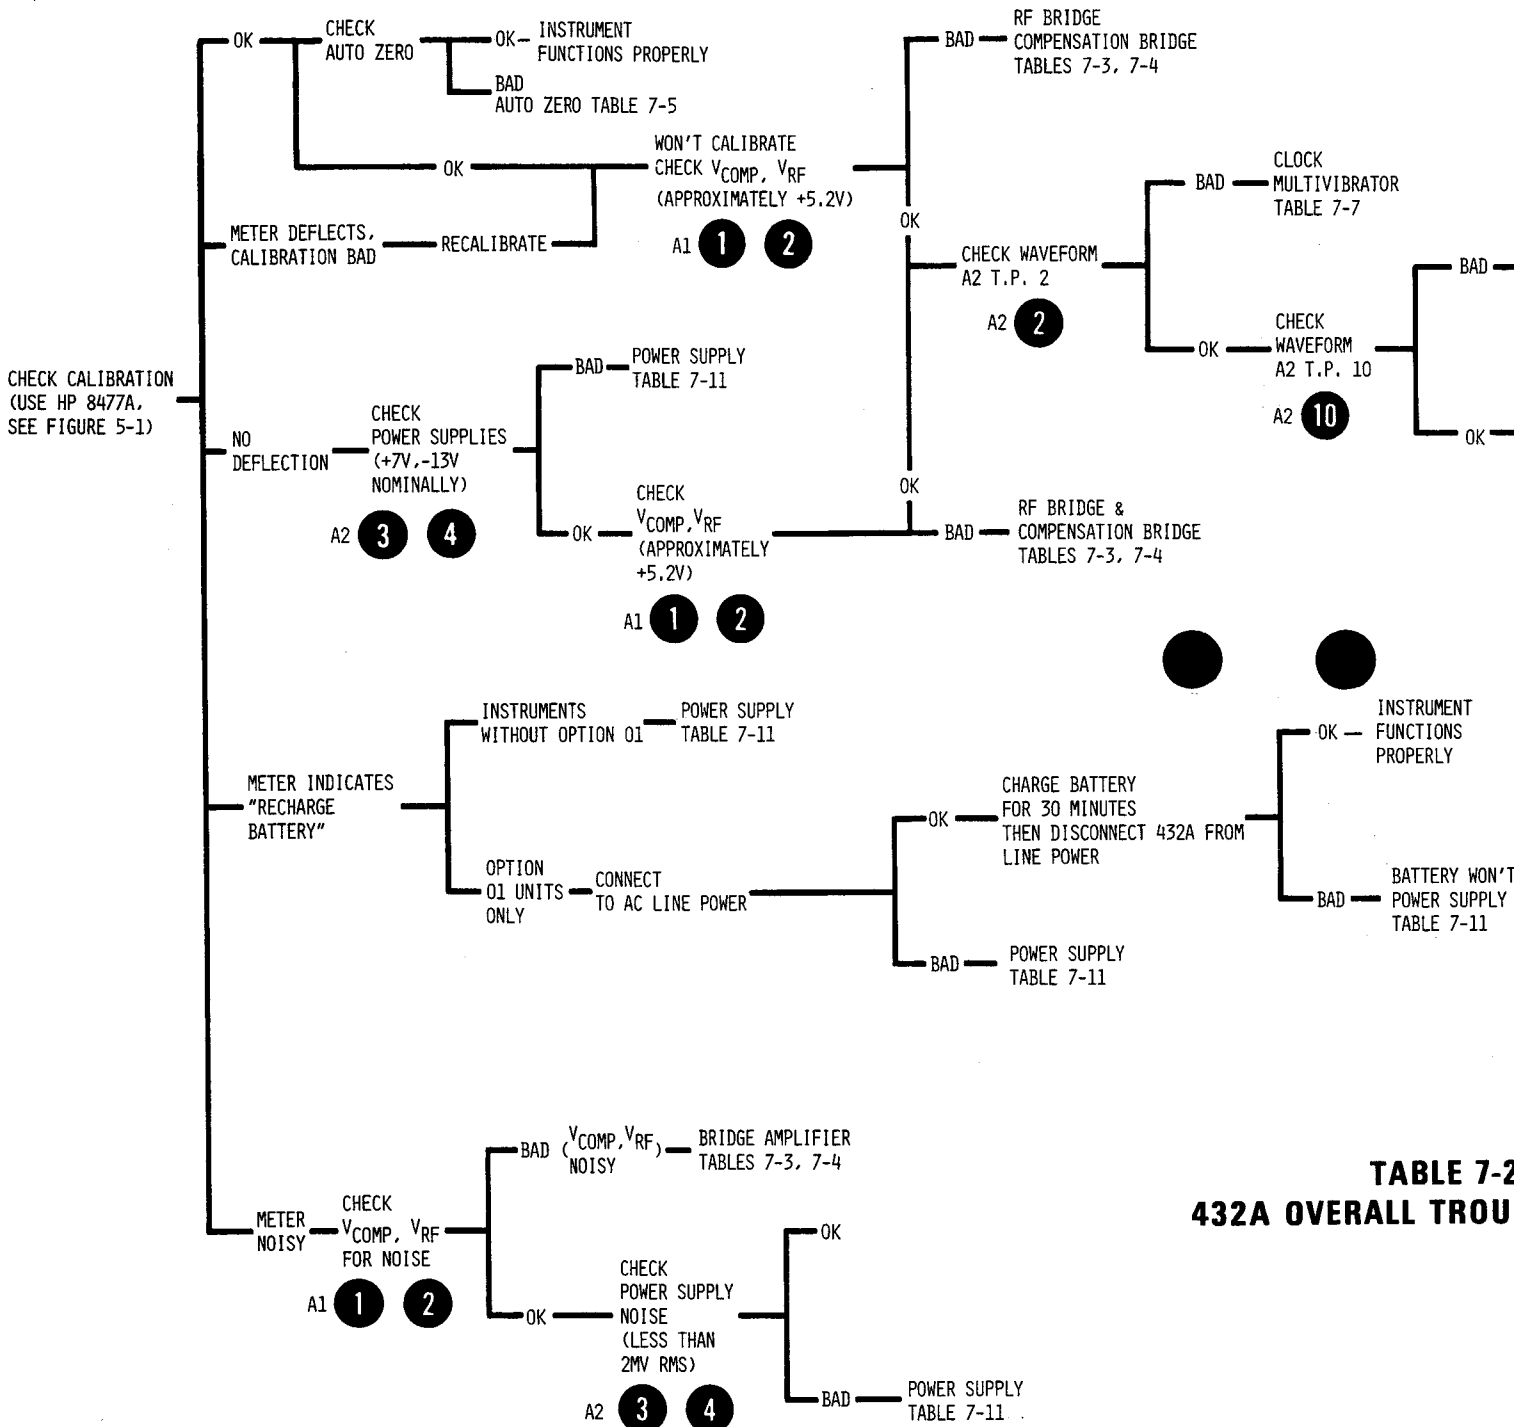 OK
CHECK
AUTO ZERO
OK
INSTRUMENT
FUNCTIONS PROPERLY
BAD
AUTO ZERO TABLE 7-5
OK
METER DEFLECTS,
CALIBRATION BAD
RECALIBRATE
WON'T CALIBRATE
CHECK VCOMP, VRF
(APPROXIMATELY +5.2V)
A1 1 2
BAD
RF BRIDGE
COMPENSATION BRIDGE
TABLES 7-3, 7-4
OK
CHECK WAVEFORM
A2 T.P. 2
A2 2
BAD
CLOCK
MULTIVIBRATOR
TABLE 7-7
OK
CHECK
WAVEFORM
A2 T.P. 10
A2 10
BAD
OK
CHECK CALIBRATION
(USE HP 8477A,
SEE FIGURE 5-1)
NO
DEFLECTION
CHECK
POWER SUPPLIES
(+7V,-13V
NOMINALLY)
A2 3 4
BAD
POWER SUPPLY
TABLE 7-11
OK
CHECK
VCOMP,VRF
(APPROXIMATELY
+5.2V)
A1 1 2
OK
BAD
RF BRIDGE &
COMPENSATION BRIDGE
TABLES 7-3, 7-4
METER INDICATES
"RECHARGE
BATTERY"
INSTRUMENTS
WITHOUT OPTION 01
POWER SUPPLY
TABLE 7-11
OPTION
01 UNITS
ONLY
CONNECT
TO AC LINE POWER
OK
CHARGE BATTERY
FOR 30 MINUTES
THEN DISCONNECT 432A FROM
LINE POWER
OK
INSTRUMENT
FUNCTIONS
PROPERLY
BAD
BATTERY WON'T
POWER SUPPLY
TABLE 7-11
BAD
POWER SUPPLY
TABLE 7-11
METER
NOISY
CHECK
VCOMP, VRF
FOR NOISE
A1 1 2
BAD (VCOMP,VRF)
NOISY
BRIDGE AMPLIFIER
TABLES 7-3, 7-4
OK
CHECK
POWER SUPPLY
NOISE
(LESS THAN
2MV RMS)
A2 3 4
OK
BAD
POWER SUPPLY
TABLE 7-11
TABLE 7-2
432A OVERALL TROU